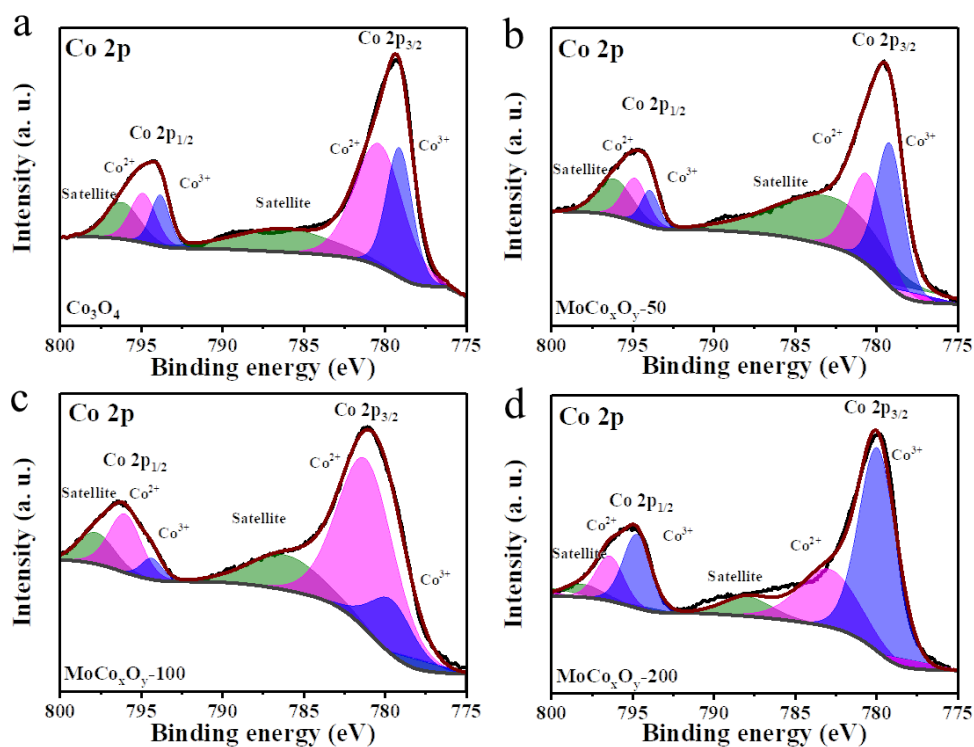 a
Co 2p
Co 2p3/2
Co 2p1/2
Co2+
Co3+
Satellite
Satellite
Co2+
Co3+
Co3O4
800 795 790 785 780 775
Binding energy (eV)
Intensity (a. u.)
b
Co 2p
Co 2p3/2
Co 2p1/2
Co2+
Co3+
Satellite
Satellite
Co2+
Co3+
MoCoxOy-50
800 795 790 785 780 775
Binding energy (eV)
Intensity (a. u.)
c
Co 2p
Co 2p3/2
Co 2p1/2
Satellite
Co2+
Co3+
Satellite
Co2+
Co3+
MoCoxOy-100
800 795 790 785 780 775
Binding energy (eV)
Intensity (a. u.)
d
Co 2p
Co 2p3/2
Co 2p1/2
Co2+
Co3+
Satellite
Satellite
Co2+
Co3+
MoCoxOy-200
800 795 790 785 780 775
Binding energy (eV)
Intensity (a. u.)